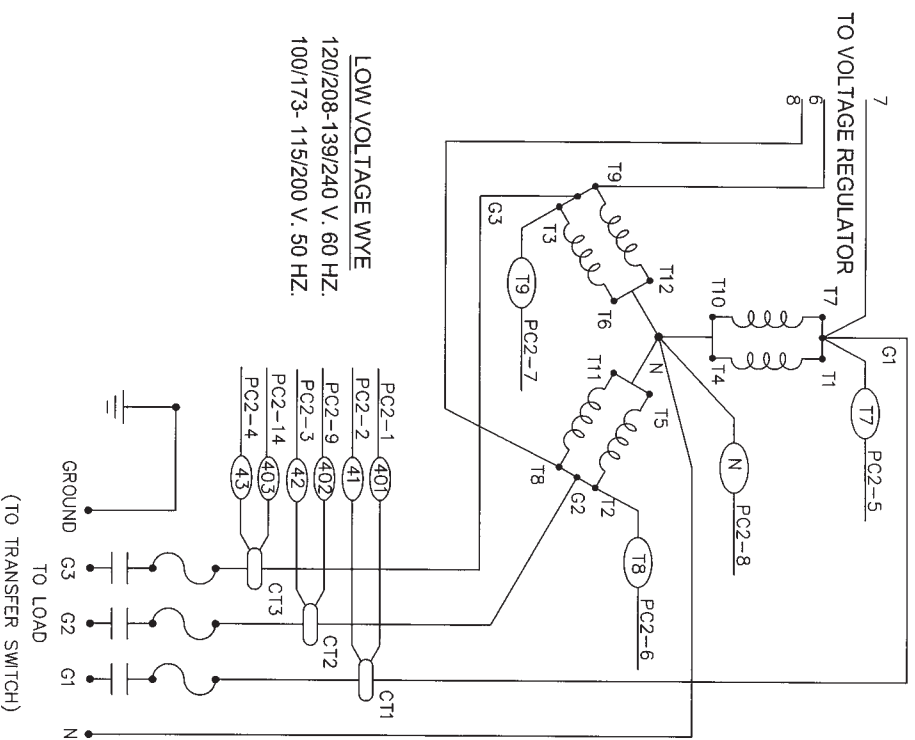 TO VOLTAGE REGULATOR
7
6
8
LOW VOLTAGE WYE
120/208-139/240 V. 60 HZ.
100/173- 115/200 V. 50 HZ.
T7
G1
T1
T10
T4
T7
PC2-5
T9
G3
T3
T12
T6
T9
PC2-7
N
N
PC2-8
T11
T5
T8
G2
T2
T8
PC2-6
PC2-1
401
PC2-2
41
PC2-9
402
PC2-3
42
PC2-14
403
PC2-4
43
CT3
CT2
CT1
GROUND
G3
G2
G1
N
TO LOAD
(TO TRANSFER SWITCH)